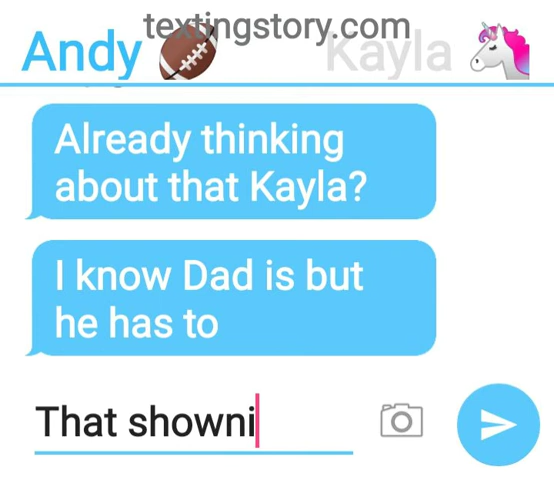 textingstory.com
Andy 🏈 Kayla 🦄
Already thinking
about that Kayla?
I know Dad is but
he has to
That showni